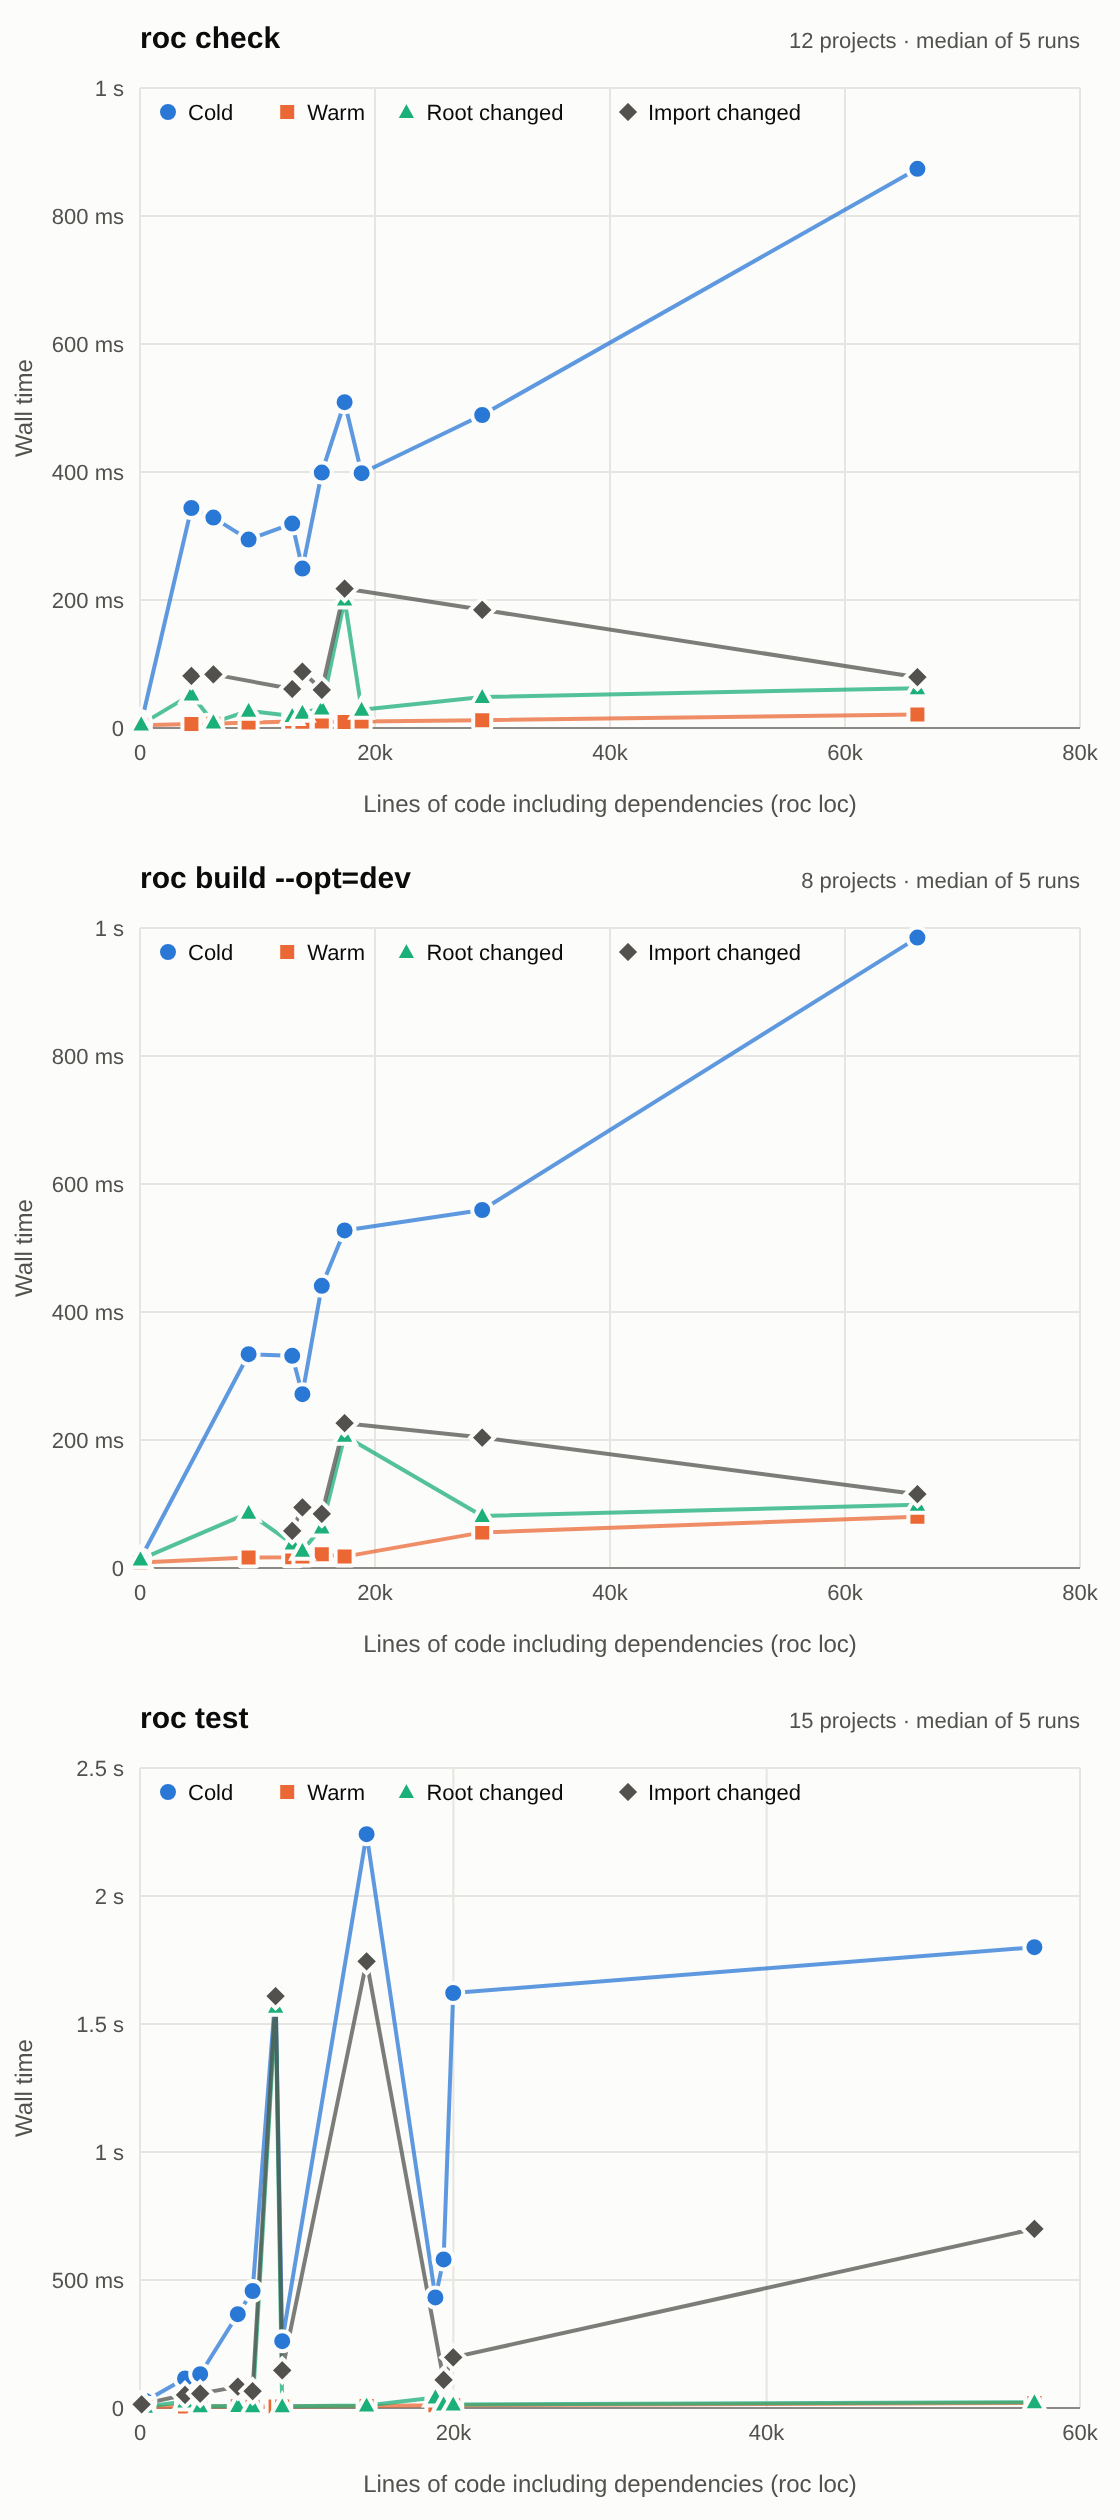 roc check
12 projects · median of 5 runs
1 s
Cold
Warm
Root changed
Import changed
800 ms
600 ms
Wall time
400 ms
200 ms
0
0
20k
40k
60k
80k
Lines of code including dependencies (roc loc)
roc build --opt=dev
8 projects · median of 5 runs
1 s
Cold
Warm
Root changed
Import changed
800 ms
600 ms
Wall time
400 ms
200 ms
0
0
20k
40k
60k
80k
Lines of code including dependencies (roc loc)
roc test
15 projects · median of 5 runs
2.5 s
Cold
Warm
Root changed
Import changed
2 s
1.5 s
Wall time
1 s
500 ms
0
0
20k
40k
60k
Lines of code including dependencies (roc loc)